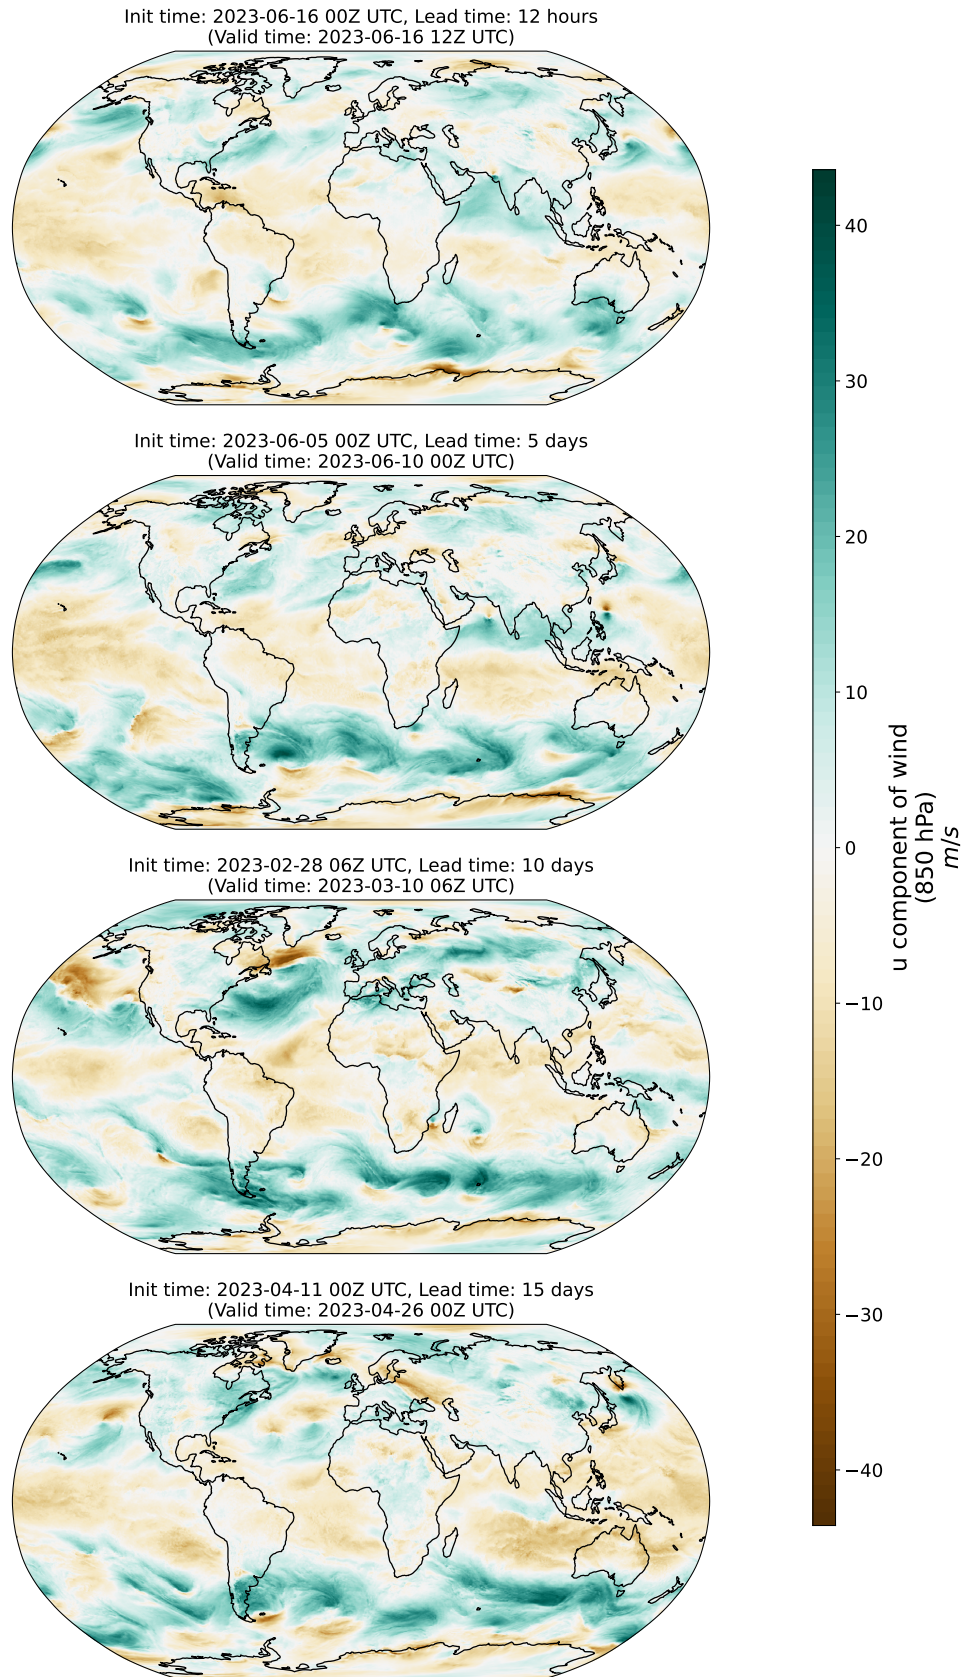 Init time: 2023-06-16 00Z UTC, Lead time: 12 hours
(Valid time: 2023-06-16 12Z UTC)
Init time: 2023-06-05 00Z UTC, Lead time: 5 days
(Valid time: 2023-06-10 00Z UTC)
Init time: 2023-02-28 06Z UTC, Lead time: 10 days
(Valid time: 2023-03-10 06Z UTC)
Init time: 2023-04-11 00Z UTC, Lead time: 15 days
(Valid time: 2023-04-26 00Z UTC)
40
30
20
10
0
−10
−20
−30
−40
u component of wind
(850 hPa)
m/s